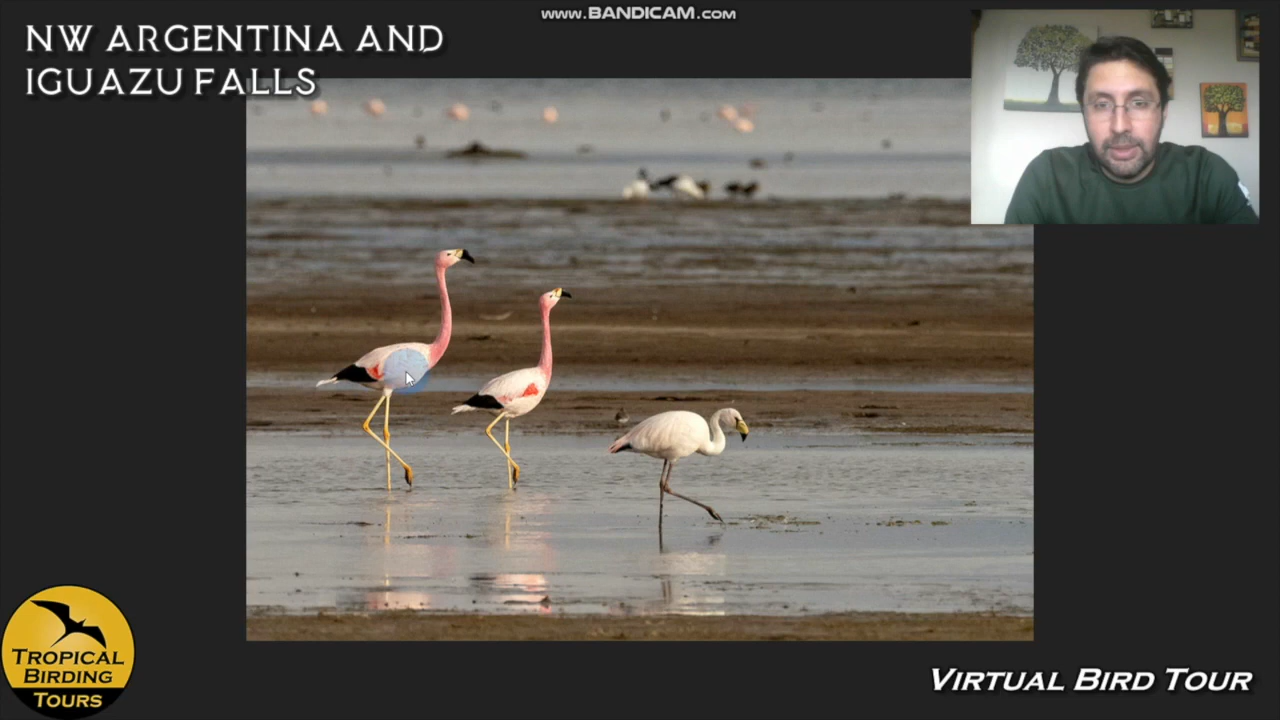 www.BANDICAM.com
NW ARGENTINA AND
IGUAZU FALLS
TROPICAL
BIRDING
TOURS
VIRTUAL BIRD TOUR